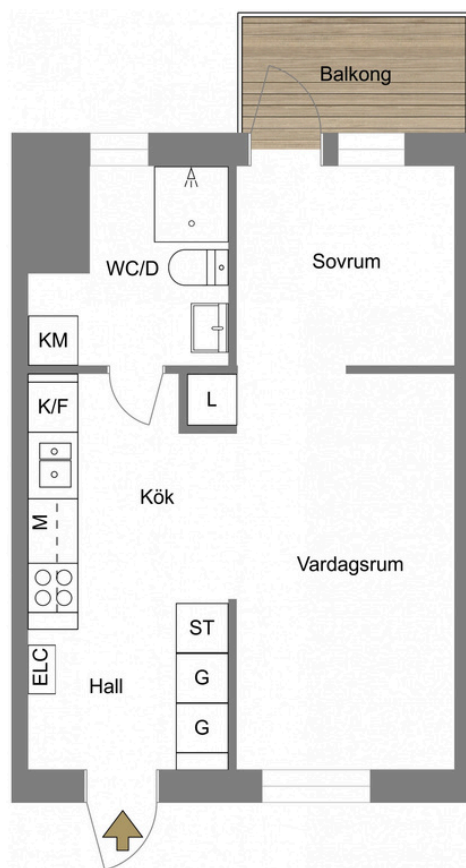 Balkong
WC/D
Sovrum
KM
K/F
L
Kök
M
Vardagsrum
ST
ELC
G
Hall
G